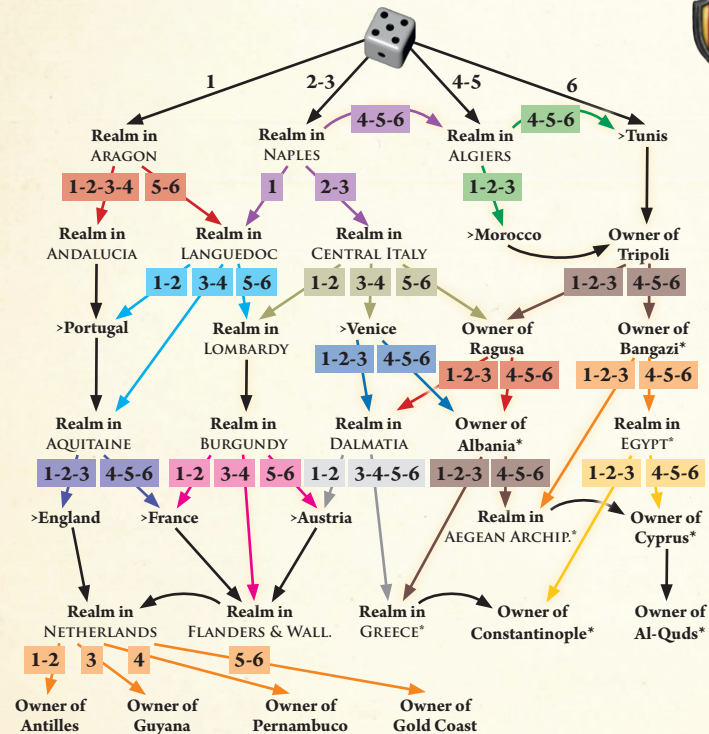 1
2-3
4-5
6
Realm in
ARAGON
Realm in
NAPLES
4-5-6
Realm in
ALGIERS
4-5-6
>Tunis
1-2-3-4
5-6
1
2-3
1-2-3
Realm in
ANDALUCIA
Realm in
LANGUEDOC
Realm in
CENTRAL ITALY
>Morocco
Owner of
Tripoli
1-2
3-4
5-6
1-2
3-4
5-6
1-2-3
4-5-6
>Portugal
Realm in
LOMBARDY
>Venice
Owner of
Ragusa
Owner of
Bangazi*
1-2-3
4-5-6
1-2-3
4-5-6
1-2-3
4-5-6
Realm in
AQUITAINE
Realm in
BURGUNDY
Realm in
DALMATIA
Owner of
Albania*
Realm in
EGYPT*
1-2-3
4-5-6
1-2
3-4
5-6
1-2
3-4-5-6
1-2-3
4-5-6
1-2-3
4-5-6
>England
>France
>Austria
Realm in
AEGEAN ARCHIP.*
Owner of
Cyprus*
Realm in
NETHERLANDS
Realm in
FLANDERS & WALL.
Realm in
GREECE*
Owner of
Constantinople*
Owner of
Al-Quds*
1-2
3
4
5-6
Owner of
Antilles
Owner of
Guyana
Owner of
Pernambuco
Owner of
Gold Coast